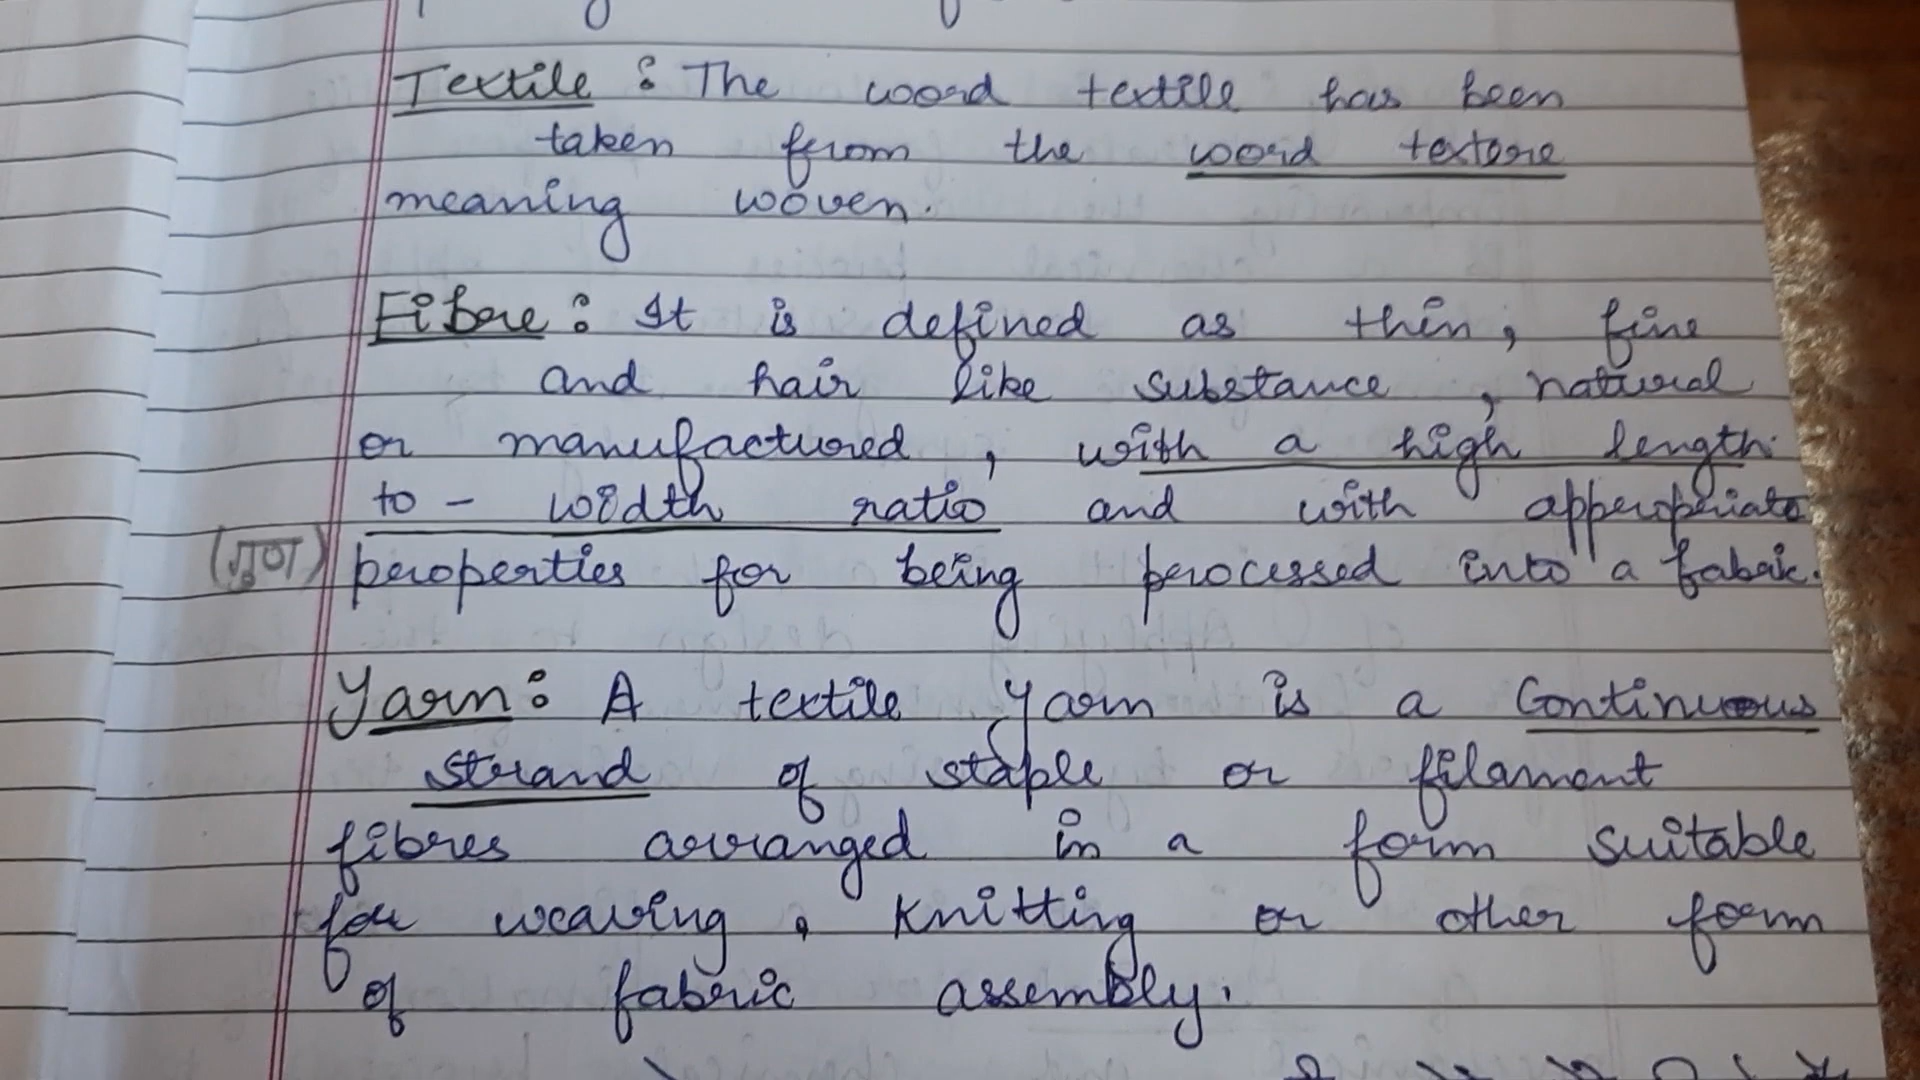 Textile : The word textile has been
taken from the word textore
meaning woven.
Fibre : It is defined as thin, fine
and hair like substance, natural
or manufactured, with a high length
to - width ratio and with appropriate
(गुण) properties for being processed into a fabric.
Yarn : A textile yarn is a Continuous
strand of staple or filament
fibres arranged in a form suitable
for weaving, Knitting or other form
of fabric assembly.